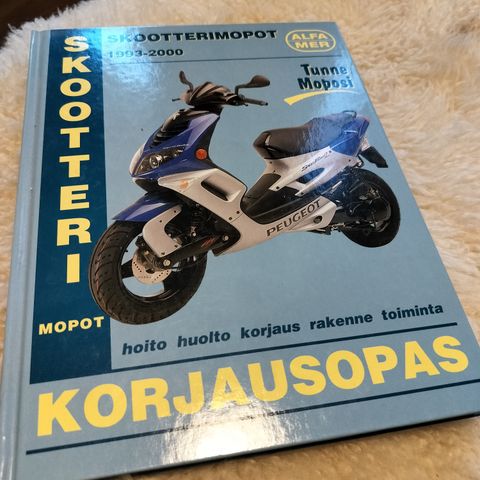 SKOOTTERIMOPOT
1993-2000
ALFA
MER
Tunne
Moposi
SKOOTTERI
MOPOT
PEUGEOT
hoito huolto korjaus rakenne toiminta
KORJAUSOPAS